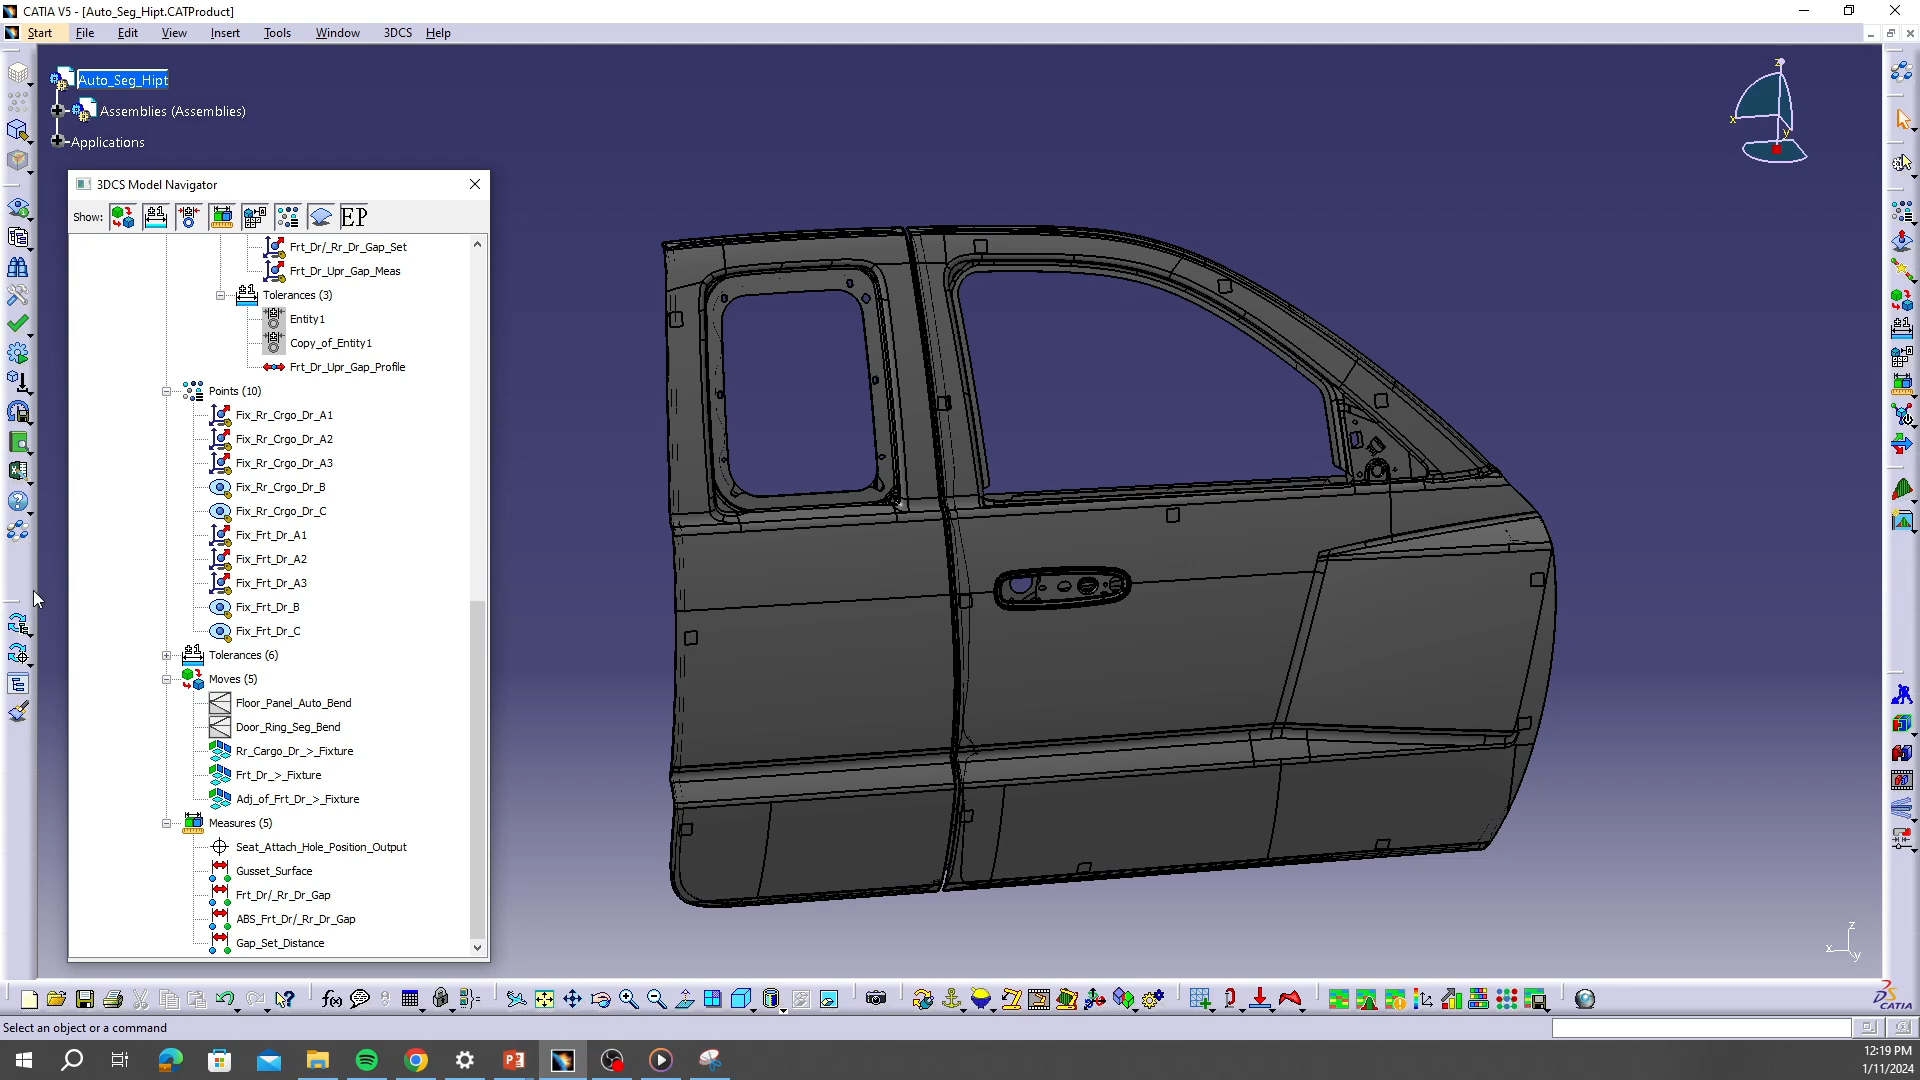 CATIA V5 - [Auto_Seg_Hipt.CATProduct]
Start File Edit View Insert Tools Window 3DCS Help
Auto_Seg_Hipt
Assemblies (Assemblies)
Applications
3DCS Model Navigator
Show: EP
Frt_Dr/_Rr_Dr_Gap_Set
Frt_Dr_Upr_Gap_Meas
Tolerances (3)
Entity1
Copy_of_Entity1
Frt_Dr_Upr_Gap_Profile
Points (10)
Fix_Rr_Crgo_Dr_A1
Fix_Rr_Crgo_Dr_A2
Fix_Rr_Crgo_Dr_A3
Fix_Rr_Crgo_Dr_B
Fix_Rr_Crgo_Dr_C
Fix_Frt_Dr_A1
Fix_Frt_Dr_A2
Fix_Frt_Dr_A3
Fix_Frt_Dr_B
Fix_Frt_Dr_C
Tolerances (6)
Moves (5)
Floor_Panel_Auto_Bend
Door_Ring_Seg_Bend
Rr_Cargo_Dr_>_Fixture
Frt_Dr_>_Fixture
Adj_of_Frt_Dr_>_Fixture
Measures (5)
Seat_Attach_Hole_Position_Output
Gusset_Surface
Frt_Dr/_Rr_Dr_Gap
ABS_Frt_Dr/_Rr_Dr_Gap
Gap_Set_Distance
z
x
y
z
x
y
f(x)
CATIA
Select an object or a command
12:19 PM
1/11/2024